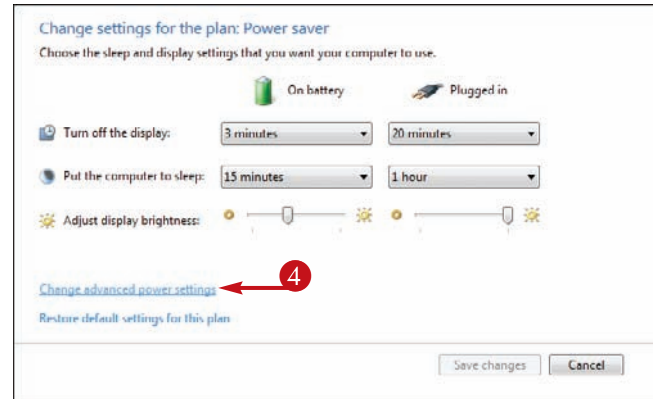 Change settings for the plan: Power saver
Choose the sleep and display settings that you want your computer to use.
On battery Plugged in
Turn off the display: 3 minutes 20 minutes
Put the computer to sleep: 15 minutes 1 hour
Adjust display brightness:
4
Change advanced power settings
Restore default settings for this plan
Save changes Cancel